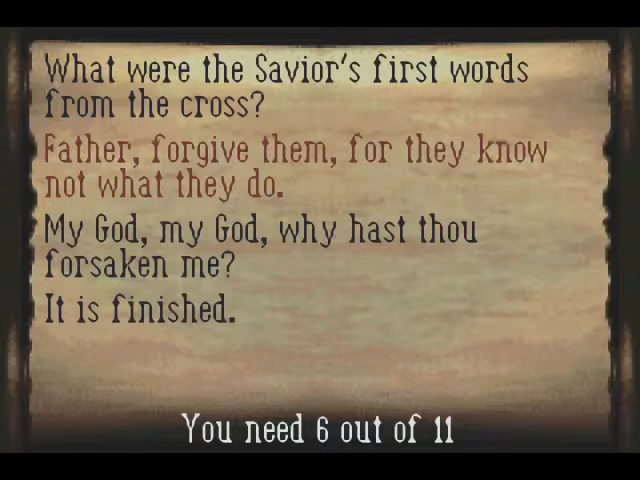 What were the Savior's first words
from the cross?
Father, forgive them, for they know
not what they do.
My God, my God, why hast thou
forsaken me?
It is finished.
You need 6 out of 11